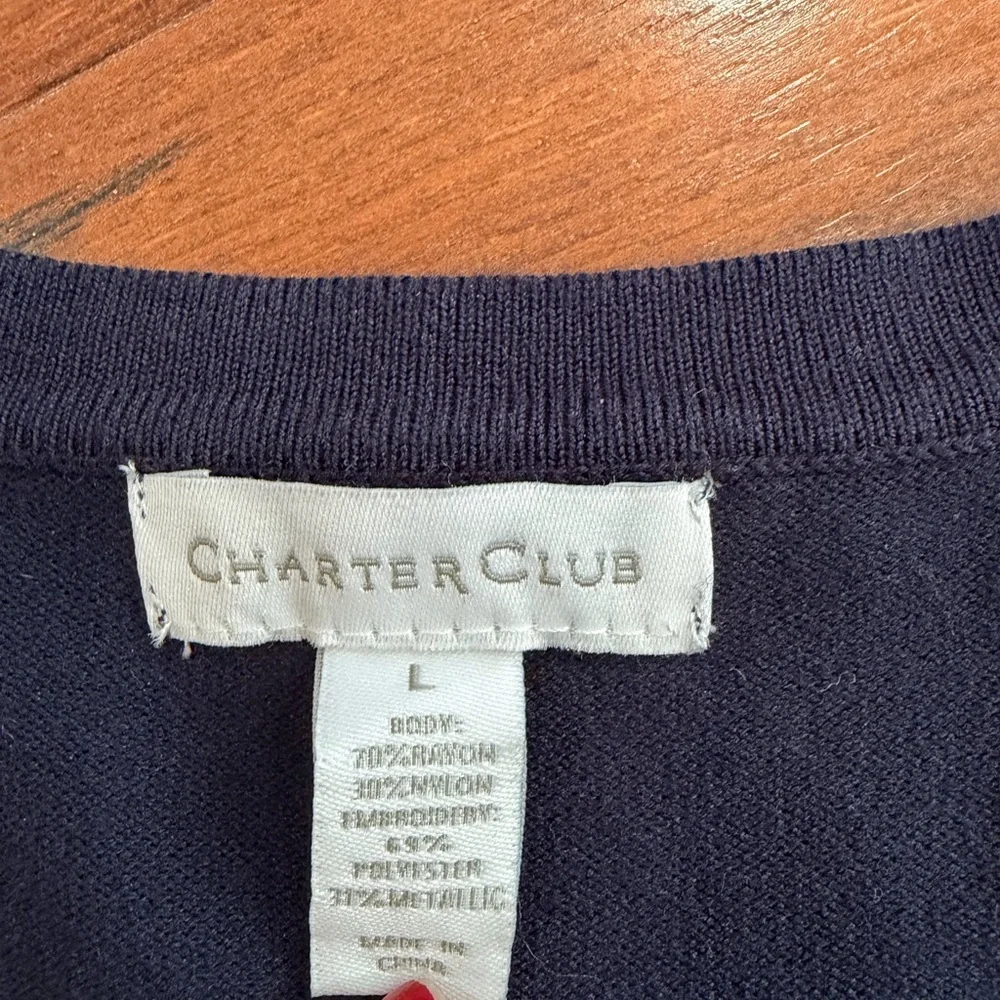 CHARTER CLUB
L
BODY:
70%RAYON
30%NYLON
EMBROIDERY:
69%
POLYESTER
31%METALLIC
MADE IN
CHINA